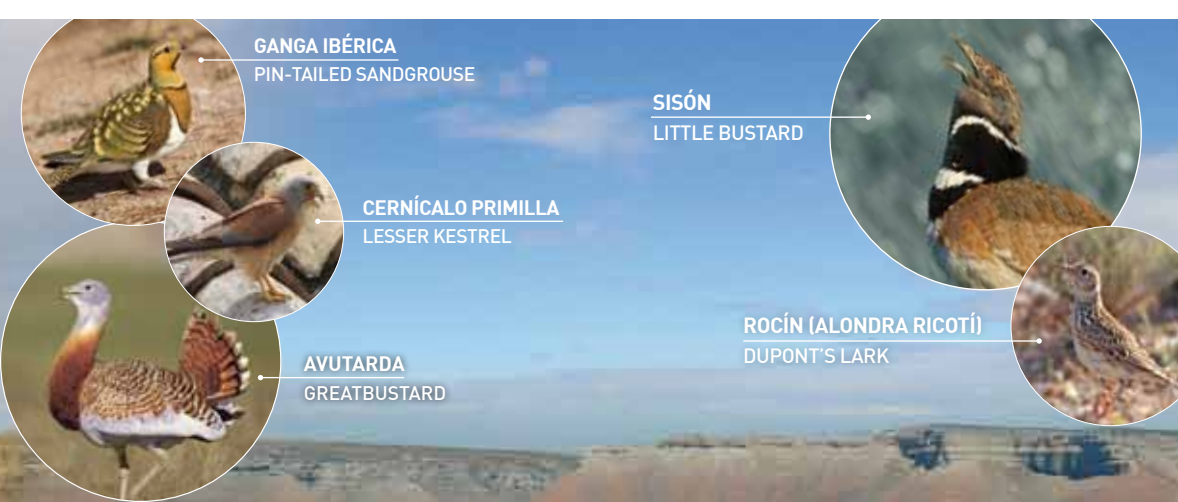 GANGA IBÉRICA
PIN-TAILED SANDGROUSE
CERNÍCALO PRIMILLA
LESSER KESTREL
AVUTARDA
GREATBUSTARD
SISÓN
LITTLE BUSTARD
ROCÍN (ALONDRA RICOTÍ)
DUPONT'S LARK